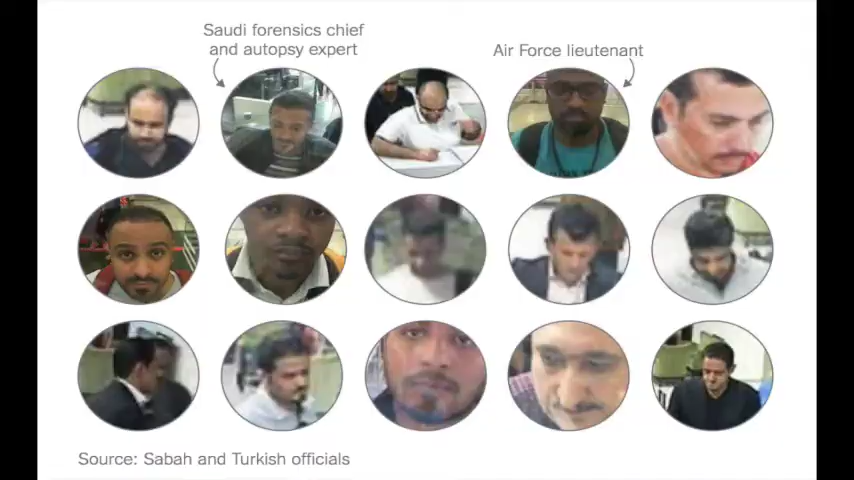 Saudi forensics chief
and autopsy expert
Air Force lieutenant
Source: Sabah and Turkish officials